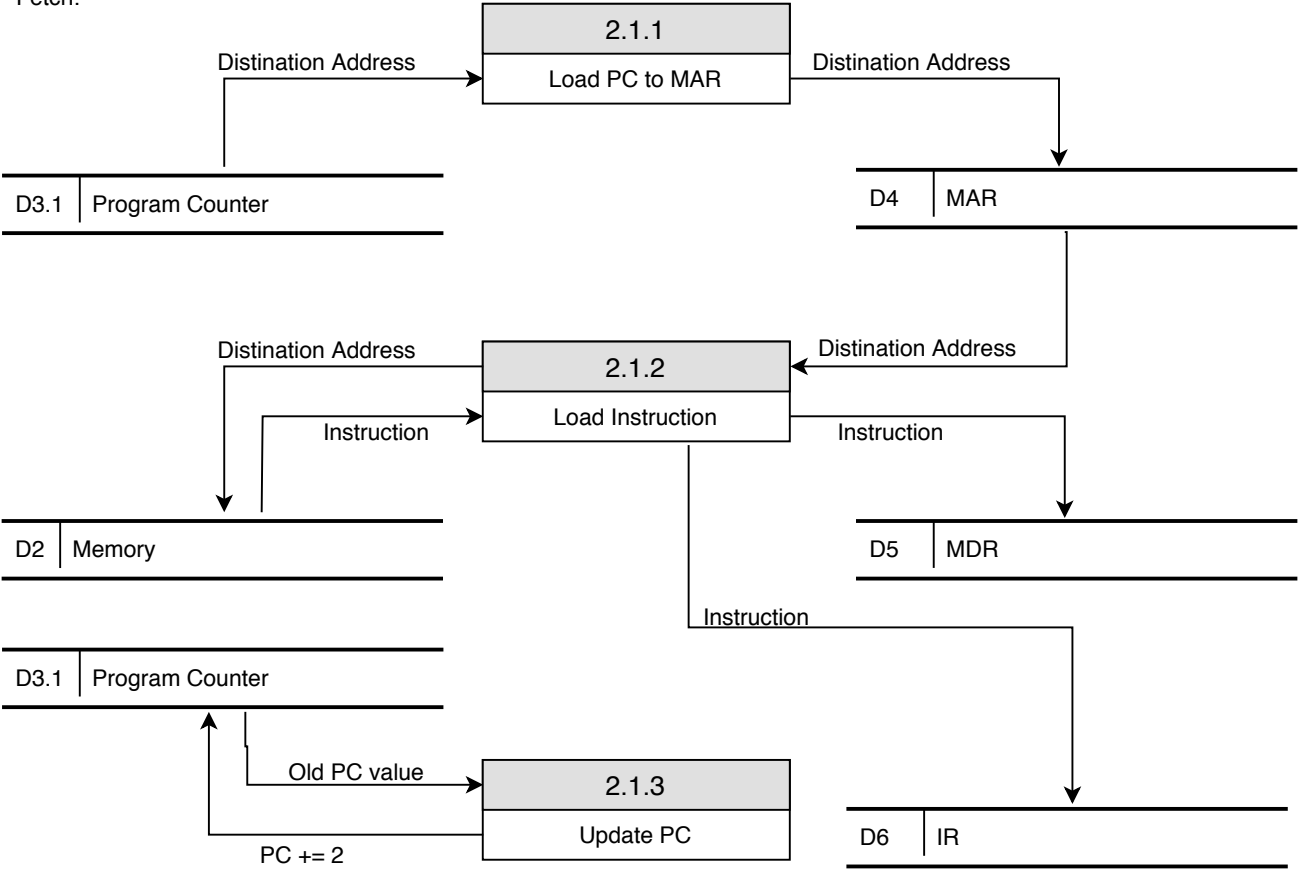 Fetch:
2.1.1
Distination Address
Load PC to MAR
Distination Address
D3.1 Program Counter
D4 MAR
Distination Address
2.1.2
Distination Address
Load Instruction
Instruction
Instruction
D2 Memory
D5 MDR
Instruction
D3.1 Program Counter
Old PC value
2.1.3
Update PC
PC += 2
D6 IR